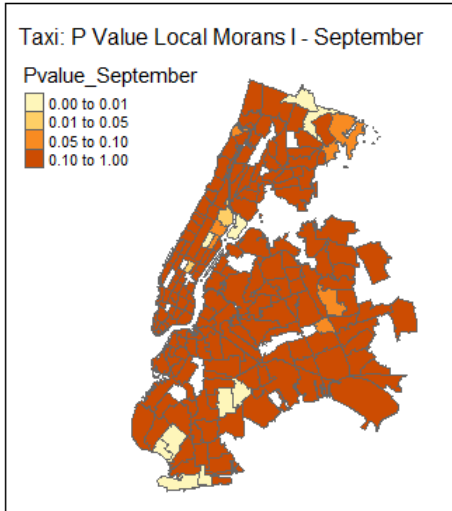 Taxi: P Value Local Morans I - September
Pvalue_September
0.00 to 0.01
0.01 to 0.05
0.05 to 0.10
0.10 to 1.00